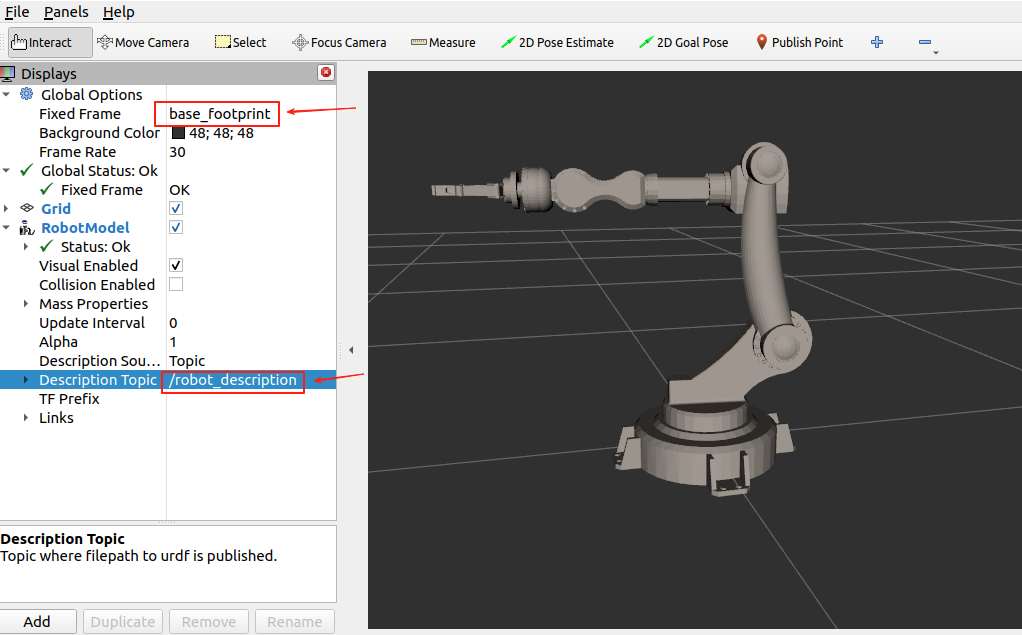 File Panels Help
Interact Move Camera Select Focus Camera Measure 2D Pose Estimate 2D Goal Pose Publish Point
Displays
Global Options
Fixed Frame base_footprint
Background Color 48; 48; 48
Frame Rate 30
Global Status: Ok
Fixed Frame OK
Grid
RobotModel
Status: Ok
Visual Enabled
Collision Enabled
Mass Properties
Update Interval 0
Alpha 1
Description Sou... Topic
Description Topic /robot_description
TF Prefix
Links
Description Topic
Topic where filepath to urdf is published.
Add Duplicate Remove Rename